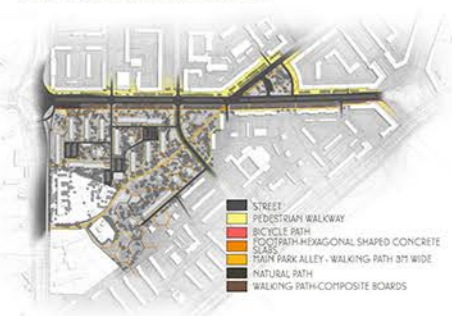 STREET
PEDESTRIAN WALKWAY
BICYCLE PATH
FOOTPATH-HEXAGONAL SHAPED CONCRETE
SLABS
MAIN PARK ALLEY - WALKING PATH 3M WIDE
NATURAL PATH
WALKING PATH-COMPOSITE BOARDS